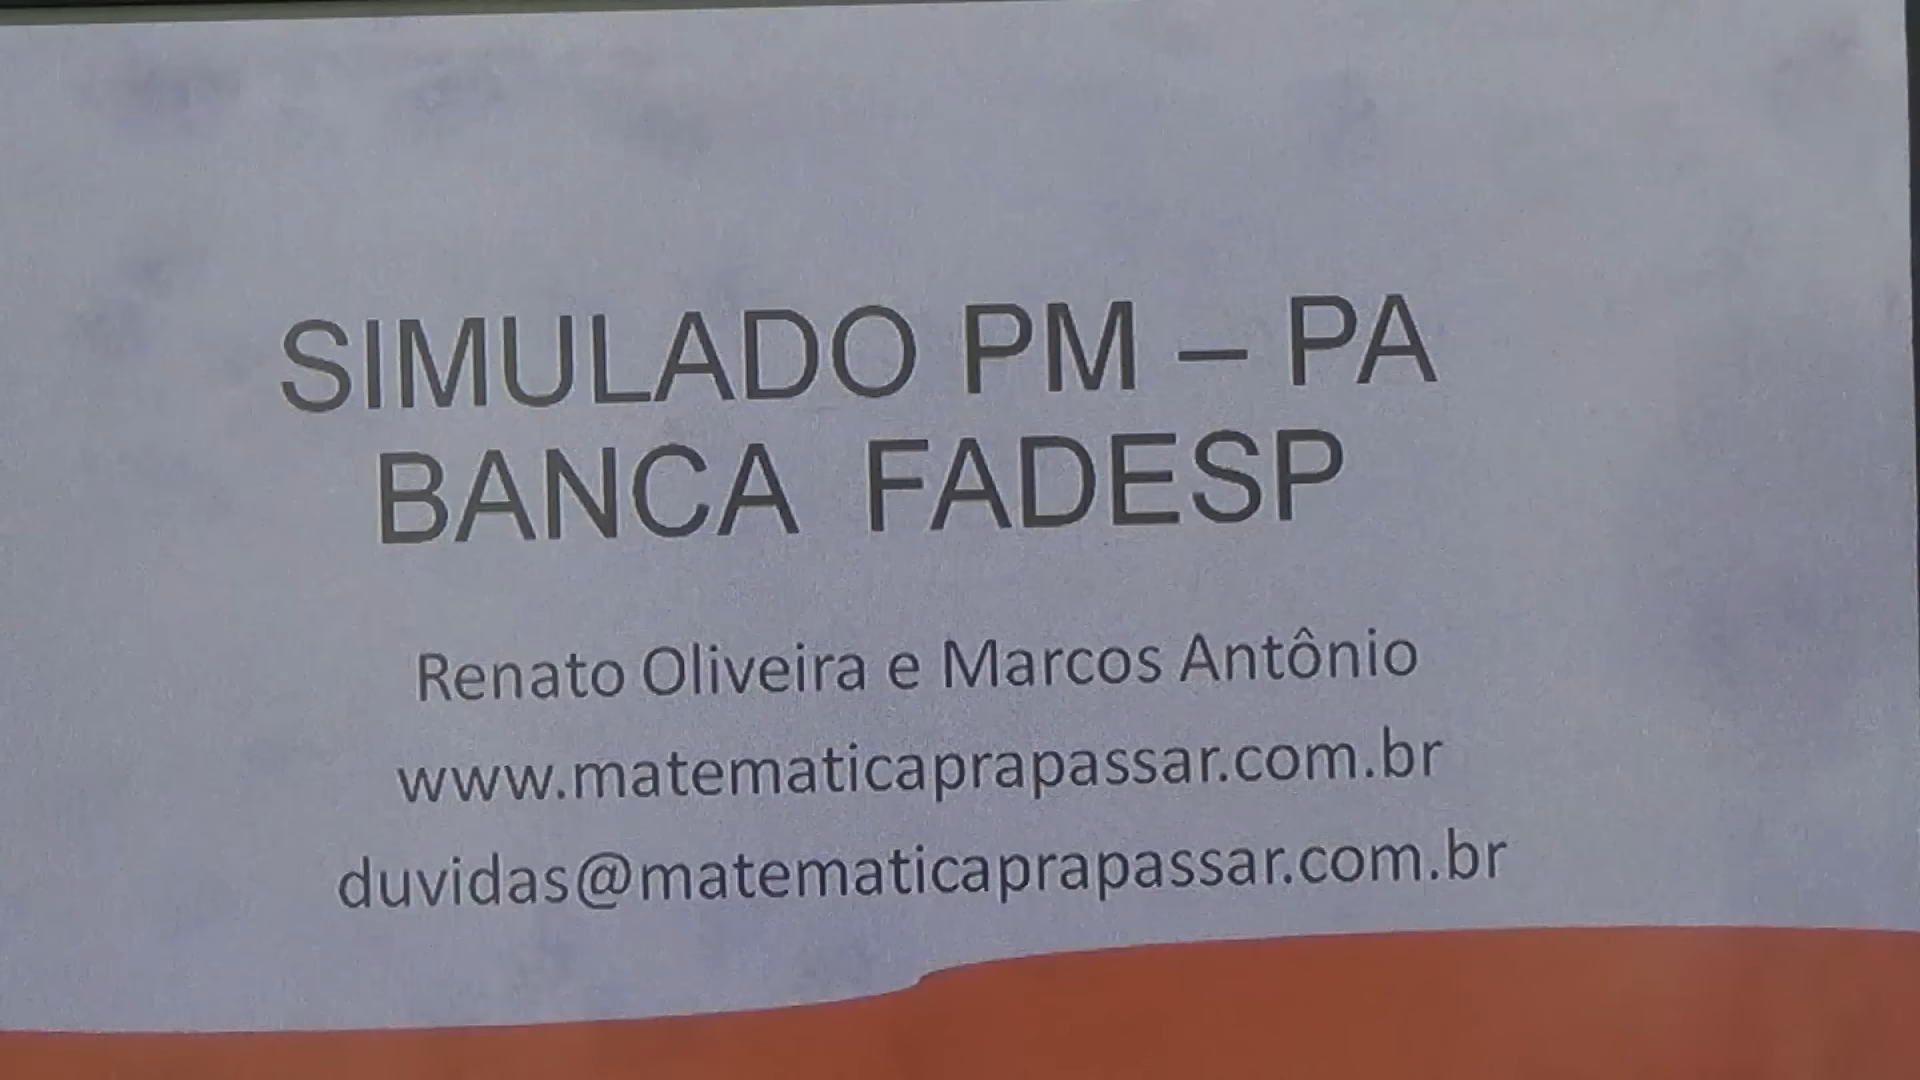 SIMULADO PM – PA
BANCA FADESP
Renato Oliveira e Marcos Antônio
www.matematicaprapassar.com.br
duvidas@matematicaprapassar.com.br